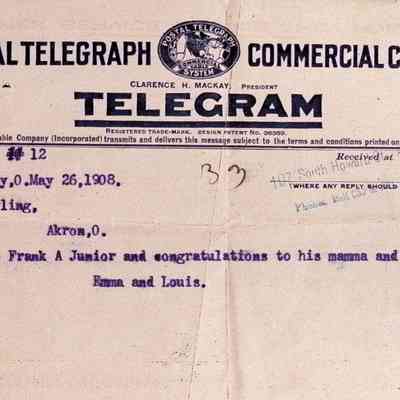 AL TELEGRAPH COMMERCIAL C
POSTAL TELEGRAPH
COMMERCIAL CABLES
SYSTEM
CLARENCE H. MACKAY, PRESIDENT
TELEGRAM
REGISTERED TRADE-MARK. DESIGN PATENT No. 36369.
able Company (Incorporated) transmits and delivers this message subject to the terms and conditions printed on
12
Received at
33
407 South Howard
y,O.May 26,1908.
(WHERE ANY REPLY SHOULD
ling,
Akron,O.
Frank A Junior and congratulations to his mamma and
Emma and Louis.